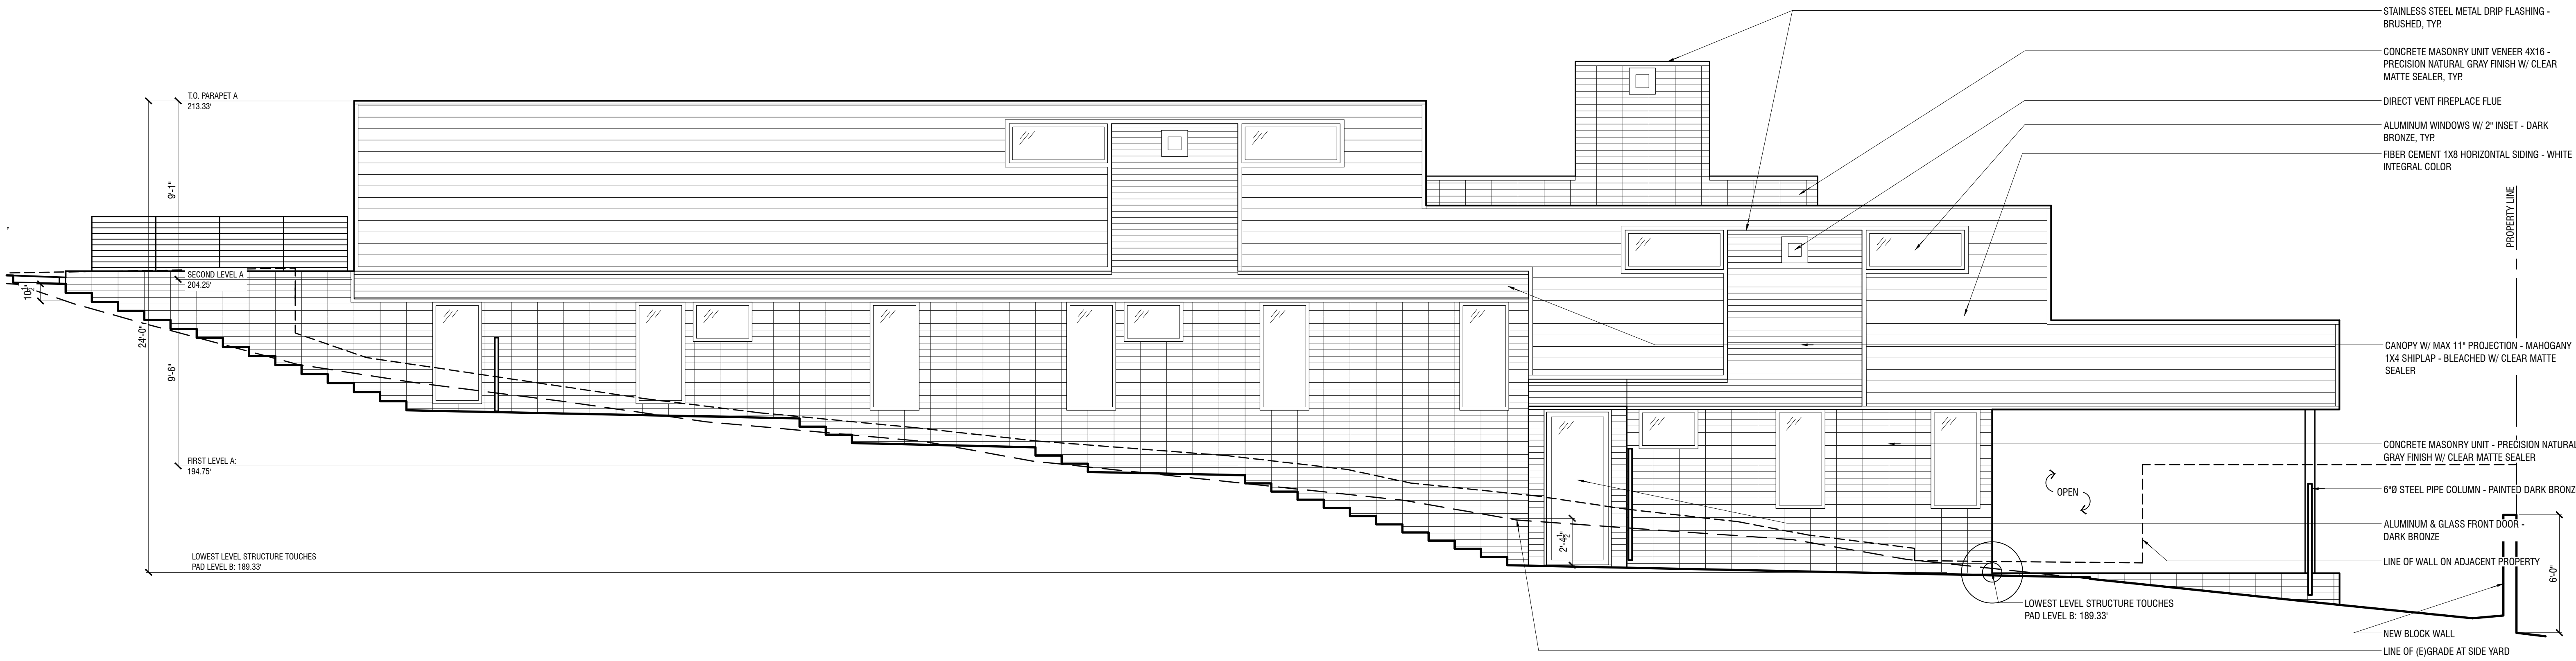 T.O. PARAPET A
213.33'
9'-1"
SECOND LEVEL A
204.25'
10½"
24'-0"
9'-6"
FIRST LEVEL A:
194.75'
LOWEST LEVEL STRUCTURE TOUCHES
PAD LEVEL B: 189.33'
2'-4½"
OPEN
LOWEST LEVEL STRUCTURE TOUCHES
PAD LEVEL B: 189.33'
STAINLESS STEEL METAL DRIP FLASHING -
BRUSHED, TYP.
CONCRETE MASONRY UNIT VENEER 4X16 -
PRECISION NATURAL GRAY FINISH W/ CLEAR
MATTE SEALER, TYP.
DIRECT VENT FIREPLACE FLUE
ALUMINUM WINDOWS W/ 2" INSET - DARK
BRONZE, TYP.
FIBER CEMENT 1X8 HORIZONTAL SIDING - WHITE
INTEGRAL COLOR
PROPERTY LINE
CANOPY W/ MAX 11" PROJECTION - MAHOGANY
1X4 SHIPLAP - BLEACHED W/ CLEAR MATTE
SEALER
CONCRETE MASONRY UNIT - PRECISION NATURAL
GRAY FINISH W/ CLEAR MATTE SEALER
6"Ø STEEL PIPE COLUMN - PAINTED DARK BRONZ
ALUMINUM & GLASS FRONT DOOR -
DARK BRONZE
LINE OF WALL ON ADJACENT PROPERTY
6'-0"
NEW BLOCK WALL
LINE OF (E)GRADE AT SIDE YARD